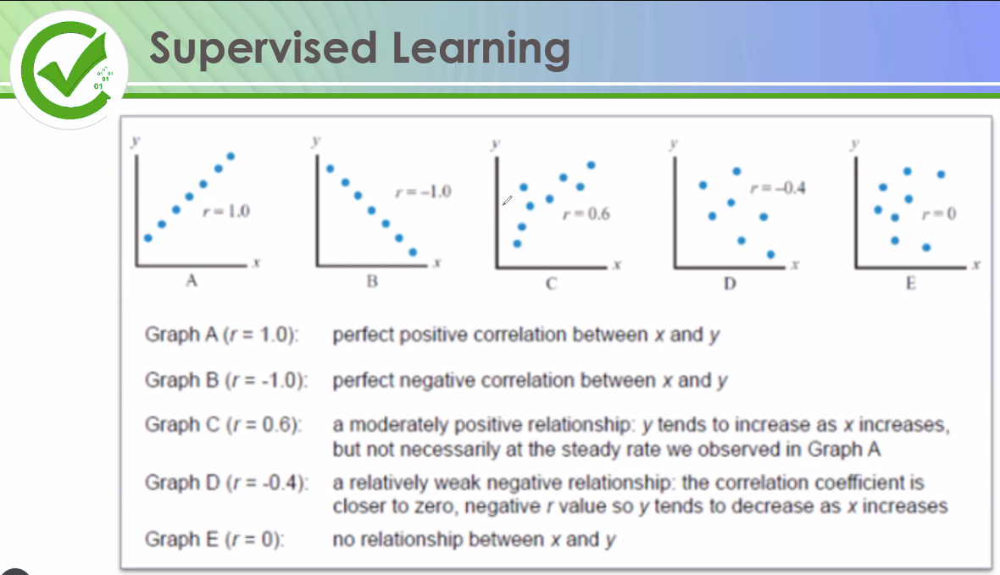 Supervised Learning
01 01
01
01
y
y
y
y
y
r = 1.0
r = –1.0
r = 0.6
r = –0.4
r = 0
x
x
x
x
x
A
B
C
D
E
Graph A (r = 1.0): perfect positive correlation between x and y
Graph B (r = -1.0): perfect negative correlation between x and y
Graph C (r = 0.6): a moderately positive relationship: y tends to increase as x increases,
but not necessarily at the steady rate we observed in Graph A
Graph D (r = -0.4): a relatively weak negative relationship: the correlation coefficient is
closer to zero, negative r value so y tends to decrease as x increases
Graph E (r = 0): no relationship between x and y